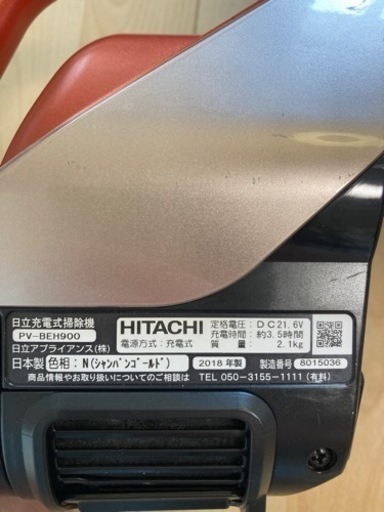 日立充電式掃除機
PV-BEH900
日立アプライアンス(株)
HITACHI
電源方式:充電式
定格電圧:DC21.6V
充電時間:約3.5時間
質量:2.1kg
日本製 色相:N(シャンパンゴールド)
2018年製 製造番号 8015036
商品情報やお取り扱いについてのご相談は TEL 050-3155-1111(有料)